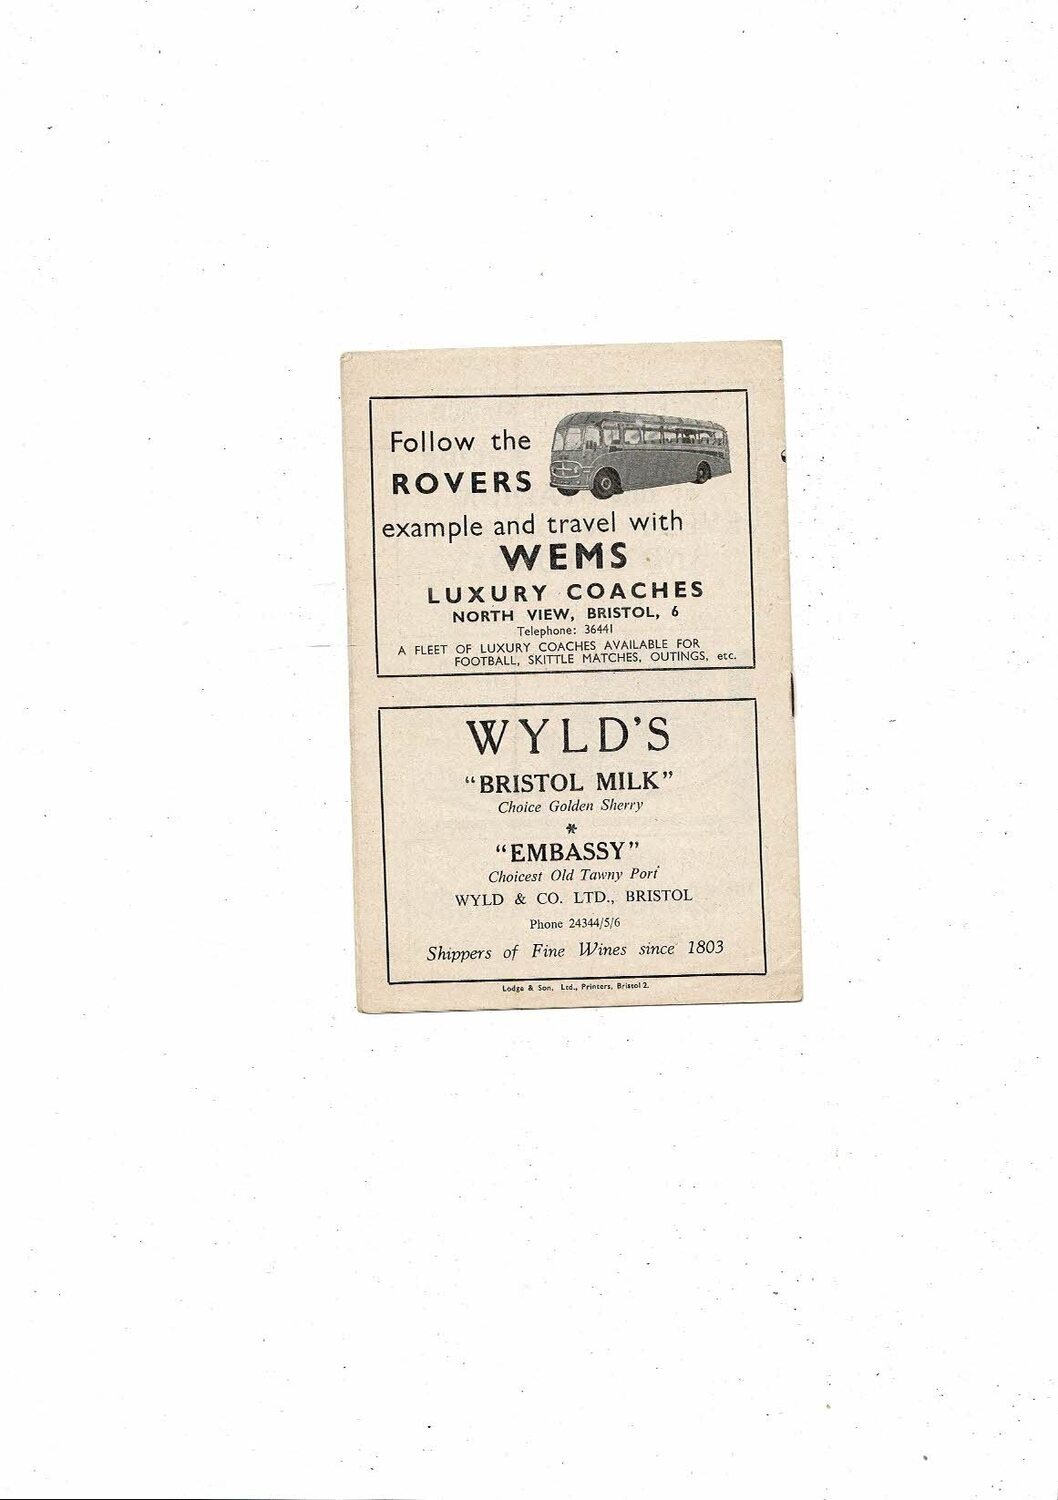 Follow the
ROVERS
example and travel with
WEMS
LUXURY COACHES
NORTH VIEW, BRISTOL, 6
Telephone: 36441
A FLEET OF LUXURY COACHES AVAILABLE FOR
FOOTBALL, SKITTLE MATCHES, OUTINGS, etc.
WYLD'S
"BRISTOL MILK"
Choice Golden Sherry
*
"EMBASSY"
Choicest Old Tawny Port
WYLD & CO. LTD., BRISTOL
Phone 24344/5/6
Shippers of Fine Wines since 1803
Lodge & Son, Ltd., Printers, Bristol 2.